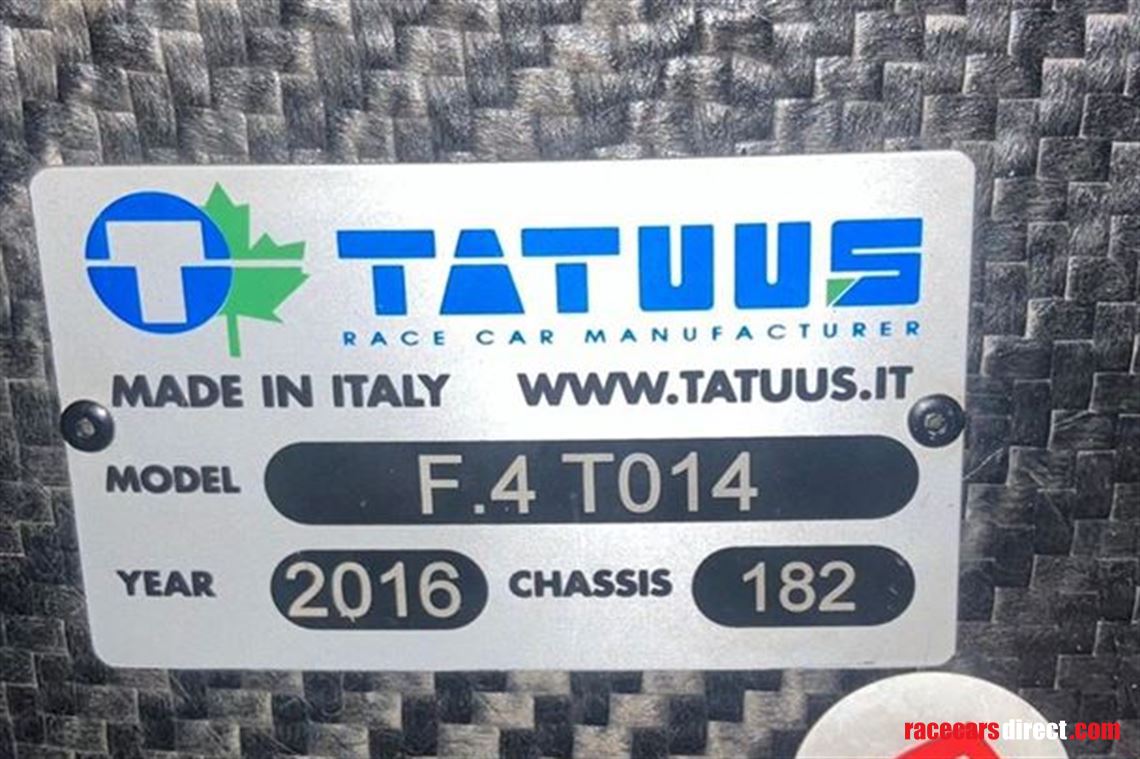 T TATUUS
RACE CAR MANUFACTURER
MADE IN ITALY WWW.TATUUS.IT
MODEL F.4 T014
YEAR 2016 CHASSIS 182
racecarsdirect.com